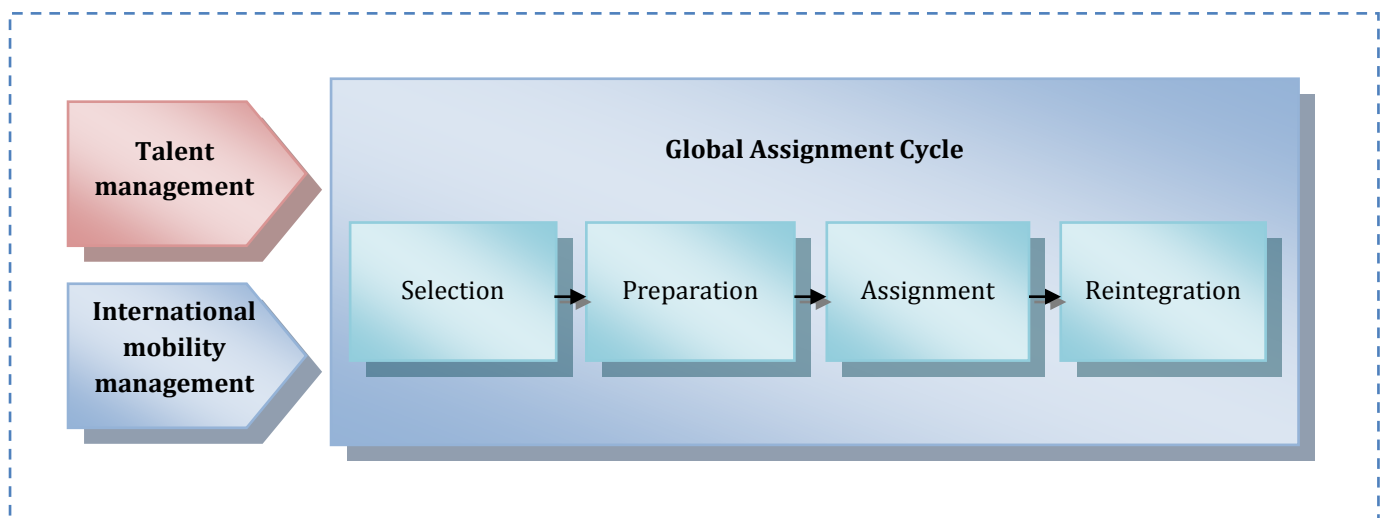 Talent
management
International
mobility
management
Global Assignment Cycle
Selection
Preparation
Assignment
Reintegration